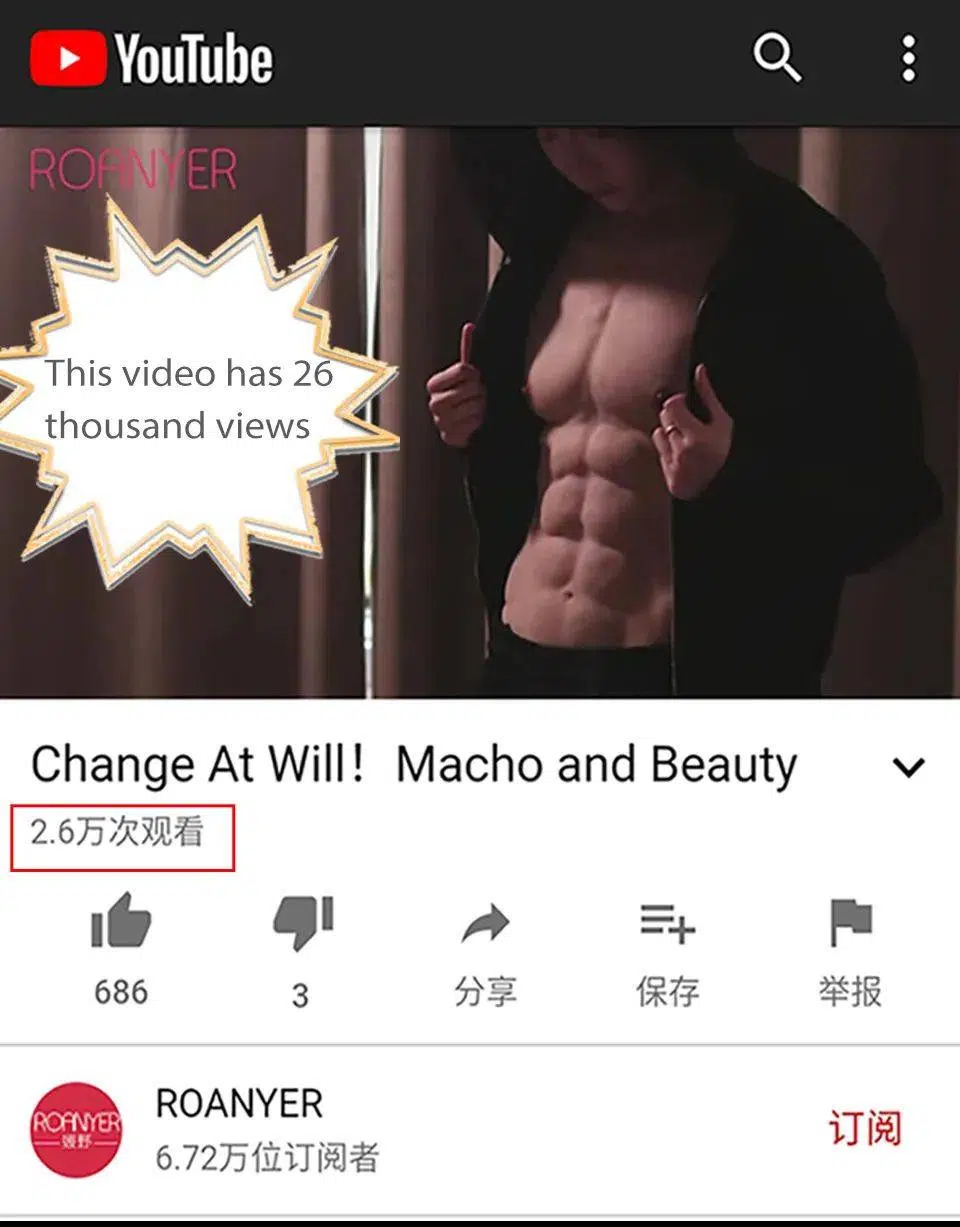 YouTube
ROANYER
This video has 26
thousand views
Change At Will！ Macho and Beauty
2.6万次观看
686
3
分享
保存
举报
ROANYER
媛野
ROANYER
6.72万位订阅者
订阅